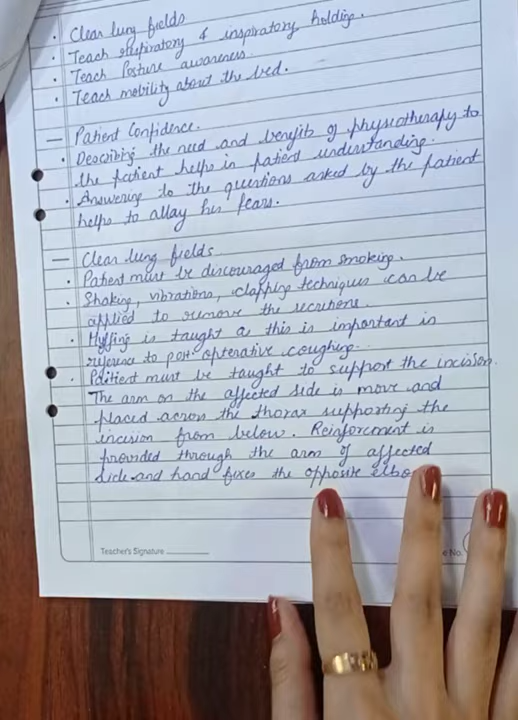 • Clear lung fields
• Teach expiratory & inspiratory holding.
• Teach Posture awareness.
• Teach mobility about the bed.
— Patient Confidence.
• Describing the need and benefits of physiotherapy to
the patient helps in patient understanding.
• Answering to the questions asked by the patient
helps to allay his fears.
— Clear lung fields
• Patient must be discouraged from smoking.
• Shaking, vibrations, clapping techniques can be
applied to remove the secretions.
• Huffing is taught as this is important in
reference to post-opterative coughing.
• Paitient must be taught to support the incision.
The arm on the affected side is move and
placed across the thorax supporting the
incision from below. Reinforcement is
provided through the arm of affected
side and hand fixes the opposite elbo
Teacher's Signature
e No.